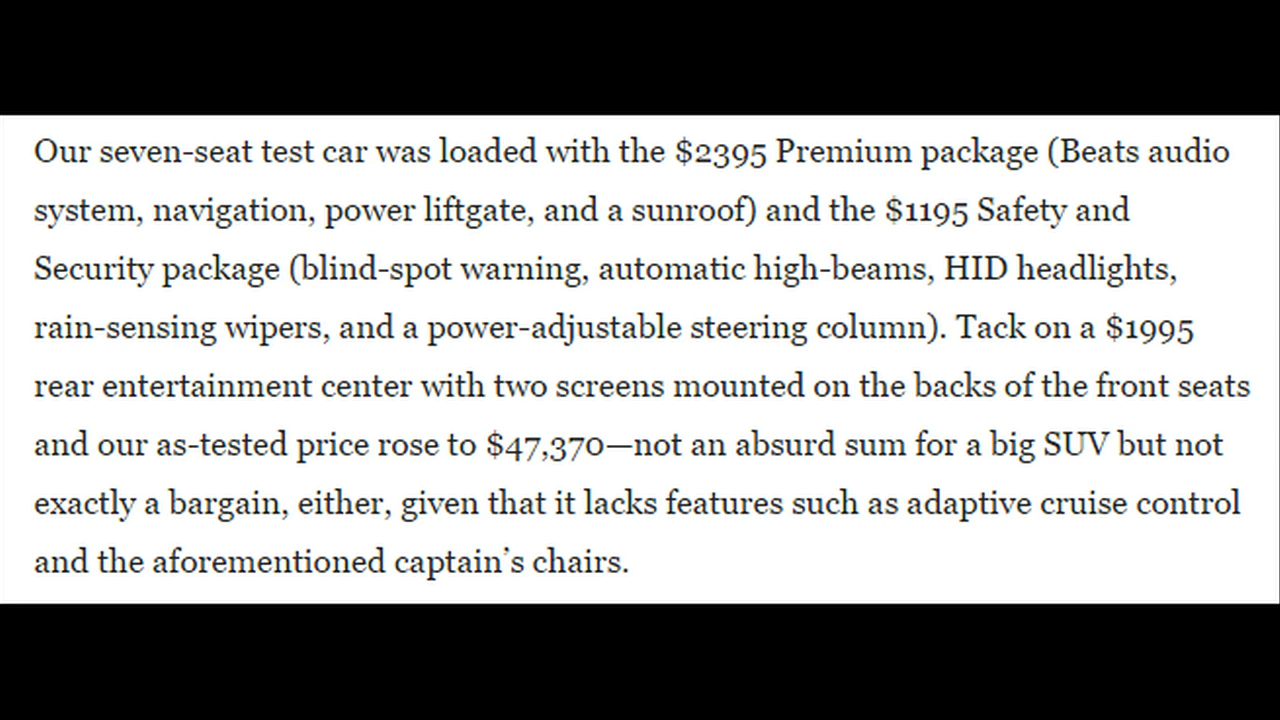 Our seven-seat test car was loaded with the $2395 Premium package (Beats audio
system, navigation, power liftgate, and a sunroof) and the $1195 Safety and
Security package (blind-spot warning, automatic high-beams, HID headlights,
rain-sensing wipers, and a power-adjustable steering column). Tack on a $1995
rear entertainment center with two screens mounted on the backs of the front seats
and our as-tested price rose to $47,370—not an absurd sum for a big SUV but not
exactly a bargain, either, given that it lacks features such as adaptive cruise control
and the aforementioned captain’s chairs.